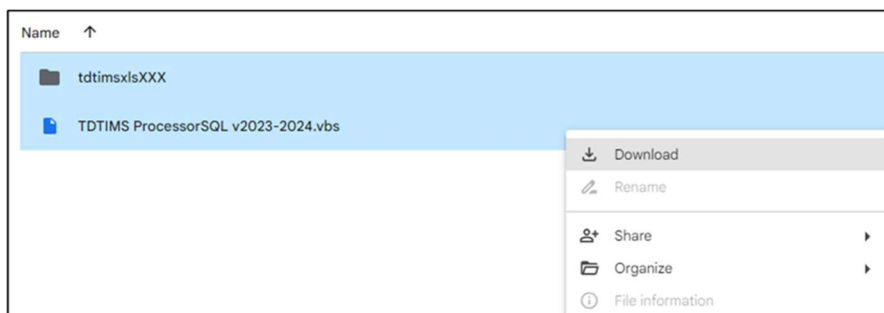 Name
tdtimsxlsXXX
TDTIMS ProcessorSQL v2023-2024.vbs
Download
Rename
Share
Organize
File information